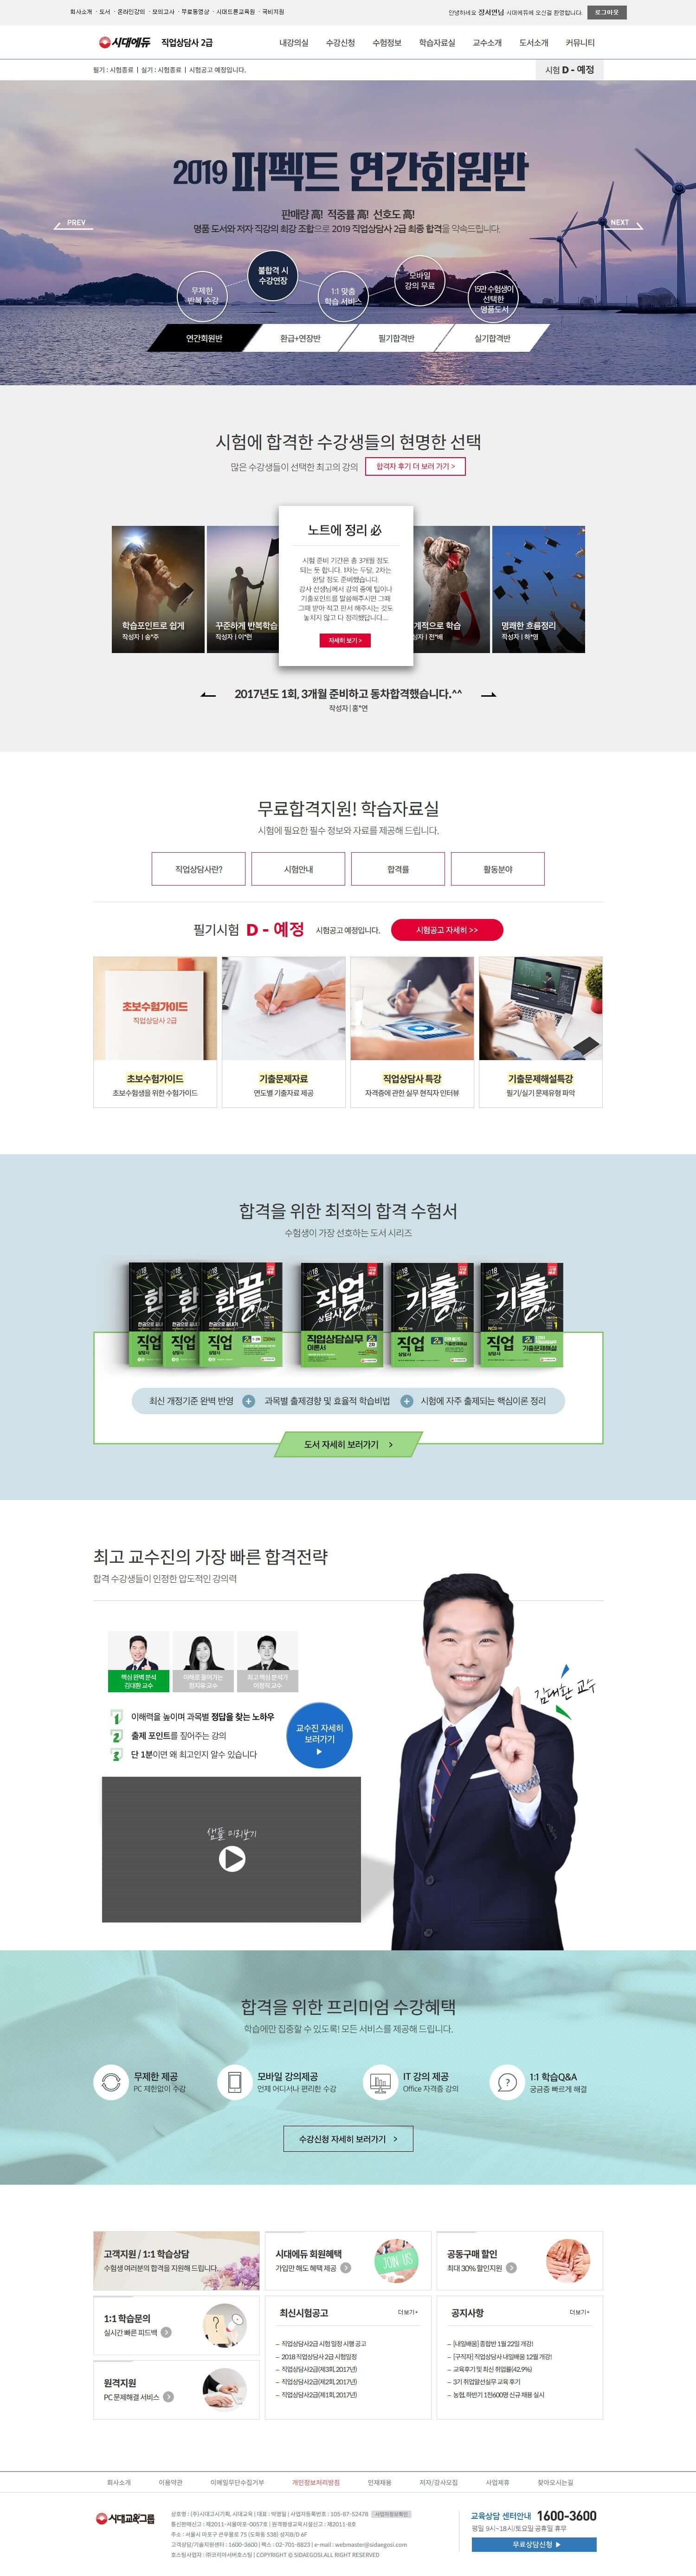 회사소개 · 도서 · 온라인강의 · 모의고사 · 무료동영상 · 시대드론교육원 · 국비지원
안녕하세요 장서연님 시대에듀에 오신걸 환영합니다. 로그아웃
시대에듀 직업상담사 2급
내강의실 수강신청 수험정보 학습자료실 교수소개 도서소개 커뮤니티
필기 : 시험종료 | 실기 : 시험종료 | 시험공고 예정입니다.
시험 D - 예정
2019 퍼펙트 연간회원반
판매량 高! 적중률 高! 선호도 高!
명품 도서와 저자 직강의 최강 조합으로 2019 직업상담사 2급 최종 합격을 약속드립니다.
PREV
NEXT
무제한
반복 수강
불합격 시
수강연장
1:1 맞춤
학습 서비스
모바일
강의 무료
15만 수험생이
선택한
명품도서
연간회원반 환급+연장반 필기합격반 실기합격반
시험에 합격한 수강생들의 현명한 선택
많은 수강생들이 선택한 최고의 강의 합격자 후기 더 보러 가기 >
학습포인트로 쉽게
작성자 | 송*주
꾸준하게 반복학습
작성자 | 이*련
노트에 정리 必
시험 준비 기간은 총 3개월 정도
되는 듯 합니다. 1차는 두달, 2차는
한달 정도 준비했습니다.
강사 선생님께서 강의 중에 팁이나
기출포인트를 말씀해주시면 그때
그때 받아 적고 판서 해주시는 것도
놓치지 않고 다 정리했답니다....
자세히 보기 >
계적으로 학습
성자 | 전*배
명쾌한 흐름정리
작성자 | 하*영
2017년도 1회, 3개월 준비하고 동차합격했습니다.^^
작성자 | 홍*연
무료합격지원! 학습자료실
시험에 필요한 필수 정보와 자료를 제공해 드립니다.
직업상담사란? 시험안내 합격률 활동분야
필기시험 D - 예정 시험공고 예정입니다. 시험공고 자세히 >>
초보수험가이드
직업상담사 2급
초보수험가이드
초보수험생을 위한 수험가이드
기출문제자료
연도별 기출자료 제공
직업상담사 특강
자격증에 관한 실무 현직자 인터뷰
기출문제해설특강
필기/실기 문제유형 파악
합격을 위한 최적의 합격 수험서
수험생이 가장 선호하는 도서 시리즈
한 한 한끝 직업 기출 기출
직업 직업 직업 직업상담실무 직업 직업
이론서
기출문제해설
최신 개정기준 완벽 반영 + 과목별 출제경향 및 효율적 학습비법 + 시험에 자주 출제되는 핵심이론 정리
도서 자세히 보러가기 >
최고 교수진의 가장 빠른 합격전략
합격 수강생들이 인정한 압도적인 강의력
핵심 완벽 분석
김대환 교수
이해로 풀어가는
최고 핵심 분석가
1 이해력을 높이며 과목별 정답을 찾는 노하우
2 출제 포인트를 짚어주는 강의
3 단 1분이면 왜 최고인지 알수 있습니다
교수진 자세히
보러가기
김대환 교수
샘플 미리보기
합격을 위한 프리미엄 수강혜택
학습에만 집중할 수 있도록! 모든 서비스를 제공해 드립니다.
무제한 제공
PC 제한없이 수강
모바일 강의제공
언제 어디서나 편리한 수강
IT 강의 제공
Office 자격증 강의
1:1 학습Q&A
궁금증 빠르게 해결
수강신청 자세히 보러가기 >
고객지원 / 1:1 학습상담
수험생 여러분의 합격을 지원해 드립니다.
시대에듀 회원혜택
가입만 해도 혜택 제공
JOIN US
공동구매 할인
최대 30% 할인지원
1:1 학습문의
실시간 빠른 피드백
원격지원
PC 문제해결 서비스
최신시험공고 더보기+
– 직업상담사2급 시험 일정 시행 공고
– 2018 직업상담사 2급 시험일정
– 직업상담사2급(제3회, 2017년)
– 직업상담사2급(제2회, 2017년)
– 직업상담사2급(제1회, 2017년)
공지사항 더보기+
– [내일배움] 종합반 1월 22일 개강!
– [구직자] 직업상담사 내일배움 12월 개강!
– 교육후기 및 최신 취업률(42.9%)
– 3기 취업알선실무 교육 후기
– 농협, 하반기 1천600명 신규 채용 실시
회사소개 이용약관 이메일무단수집거부 개인정보처리방침 인재채용 저자/강사모집 사업제휴 찾아오시는길
시대교육그룹
상호명 : (주)시대고시기획, 시대교육 | 대표 : 박영일 | 사업자등록번호 : 105-87-52478 사업자정보확인
통신판매신고 : 제2011-서울마포-0057호 | 원격평생교육시설신고 : 제2011-8호
주소 : 서울시 마포구 큰우물로 75 (도화동 538) 성지B/D 6F
고객상담/기술지원센터 : 1600-3600 | 팩스 : 02-701-8823 | e-mail : webmaster@sidaegosi.com
호스팅사업자 : ㈜코리아서버호스팅 | COPYRIGHT © SIDAEGOSI.ALL RIGHT RESERVED
교육상담 센터안내 1600-3600
평일 9시~18시/토요일 공휴일 휴무
무료상담신청 ▶